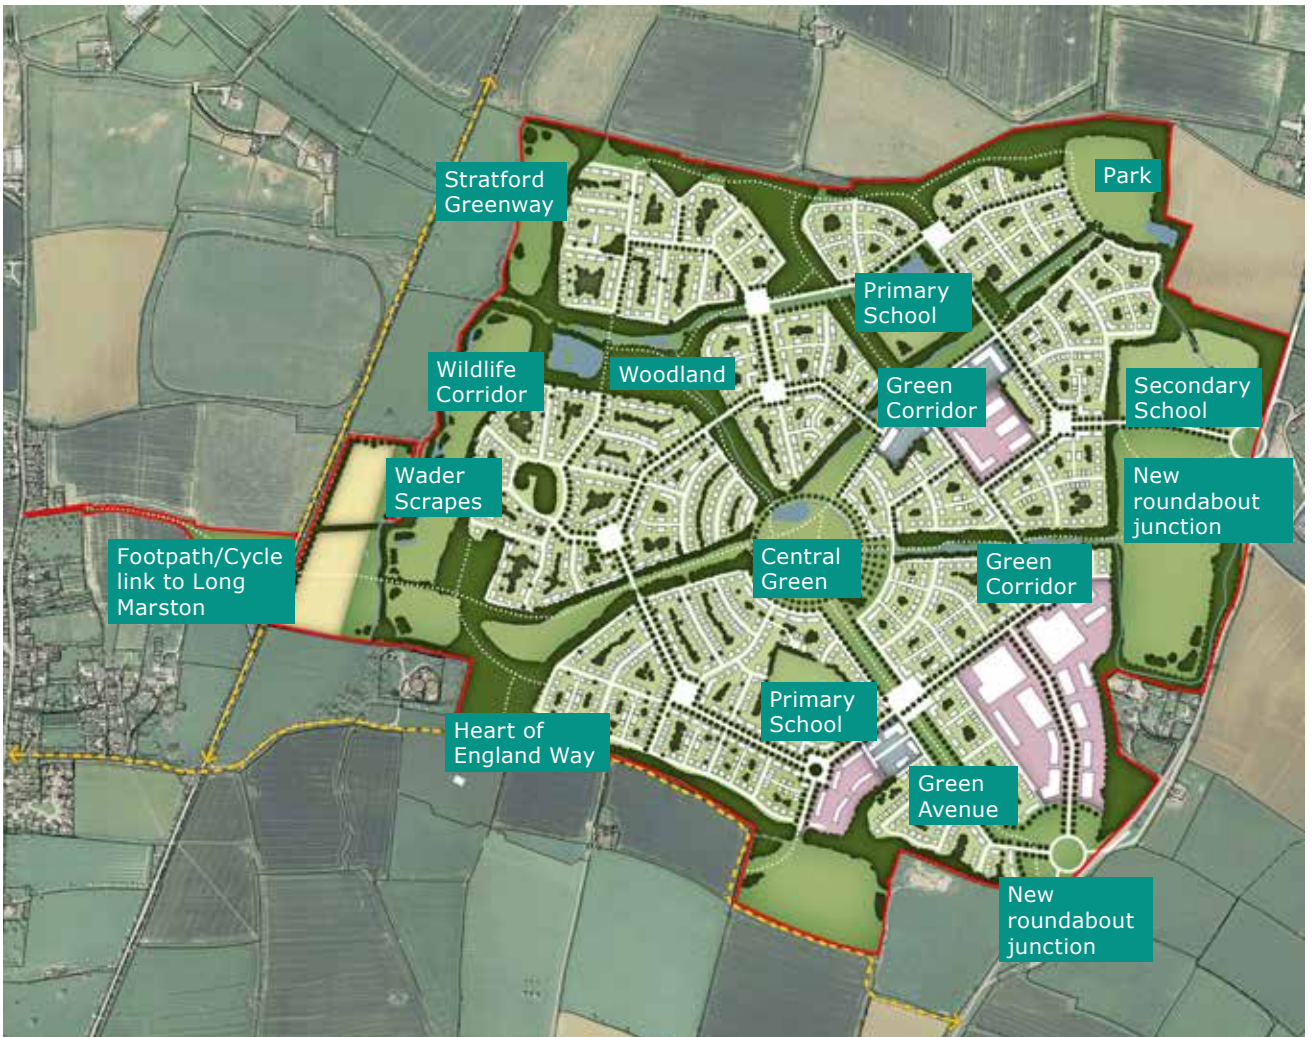 Stratford
Greenway
Park
Primary
School
Wildlife
Corridor
Woodland
Green
Corridor
Secondary
School
Wader
Scrapes
New
roundabout
junction
Footpath/Cycle
link to Long
Marston
Central
Green
Green
Corridor
Primary
School
Heart of
England Way
Green
Avenue
New
roundabout
junction